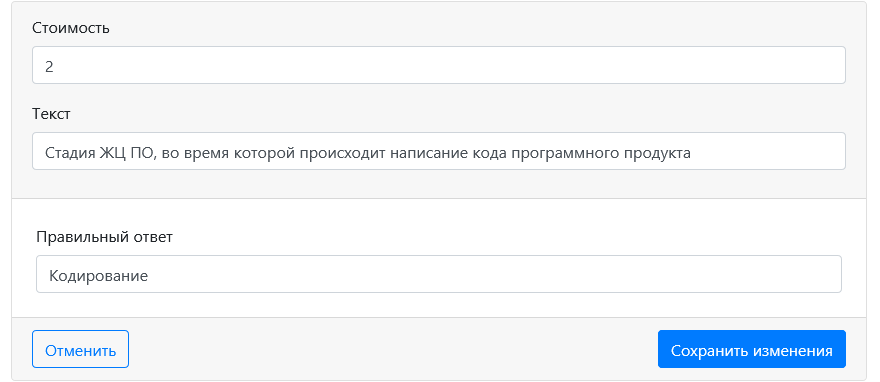 Стоимость
2
Текст
Стадия ЖЦ ПО, во время которой происходит написание кода программного продукта
Правильный ответ
Кодирование
Отменить
Сохранить изменения